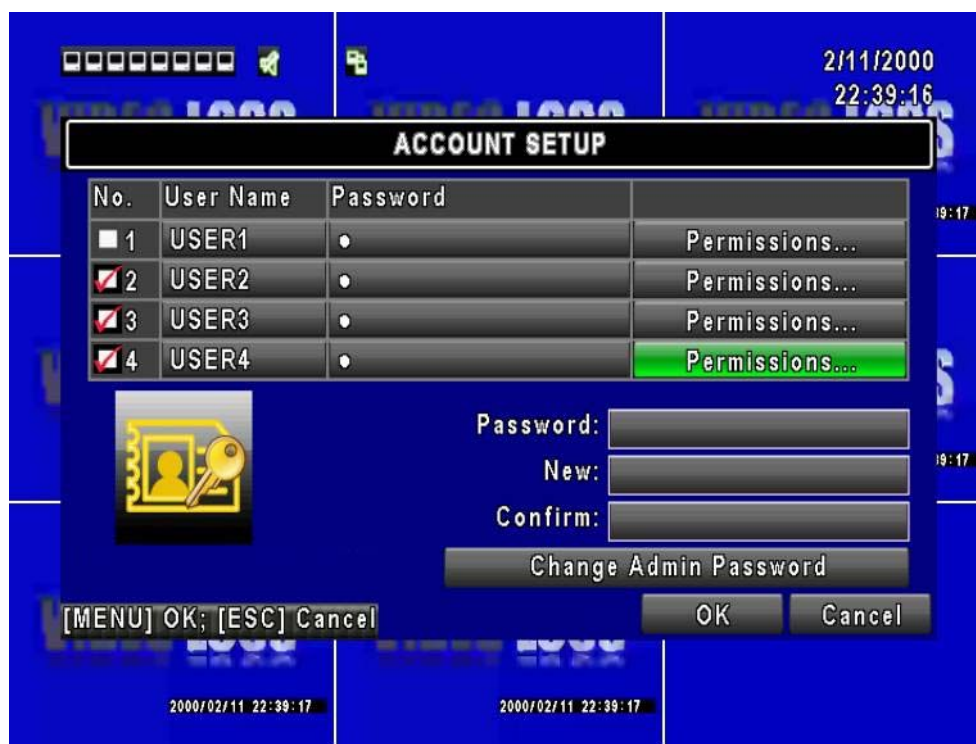 2/11/2000
22:39:16
ACCOUNT SETUP
No. User Name Password
1 USER1 Permissions...
2 USER2 Permissions...
3 USER3 Permissions...
4 USER4 Permissions...
Password:
New:
Confirm:
Change Admin Password
[MENU] OK; [ESC] Cancel OK Cancel
2000/02/11 22:39:17 2000/02/11 22:39:17